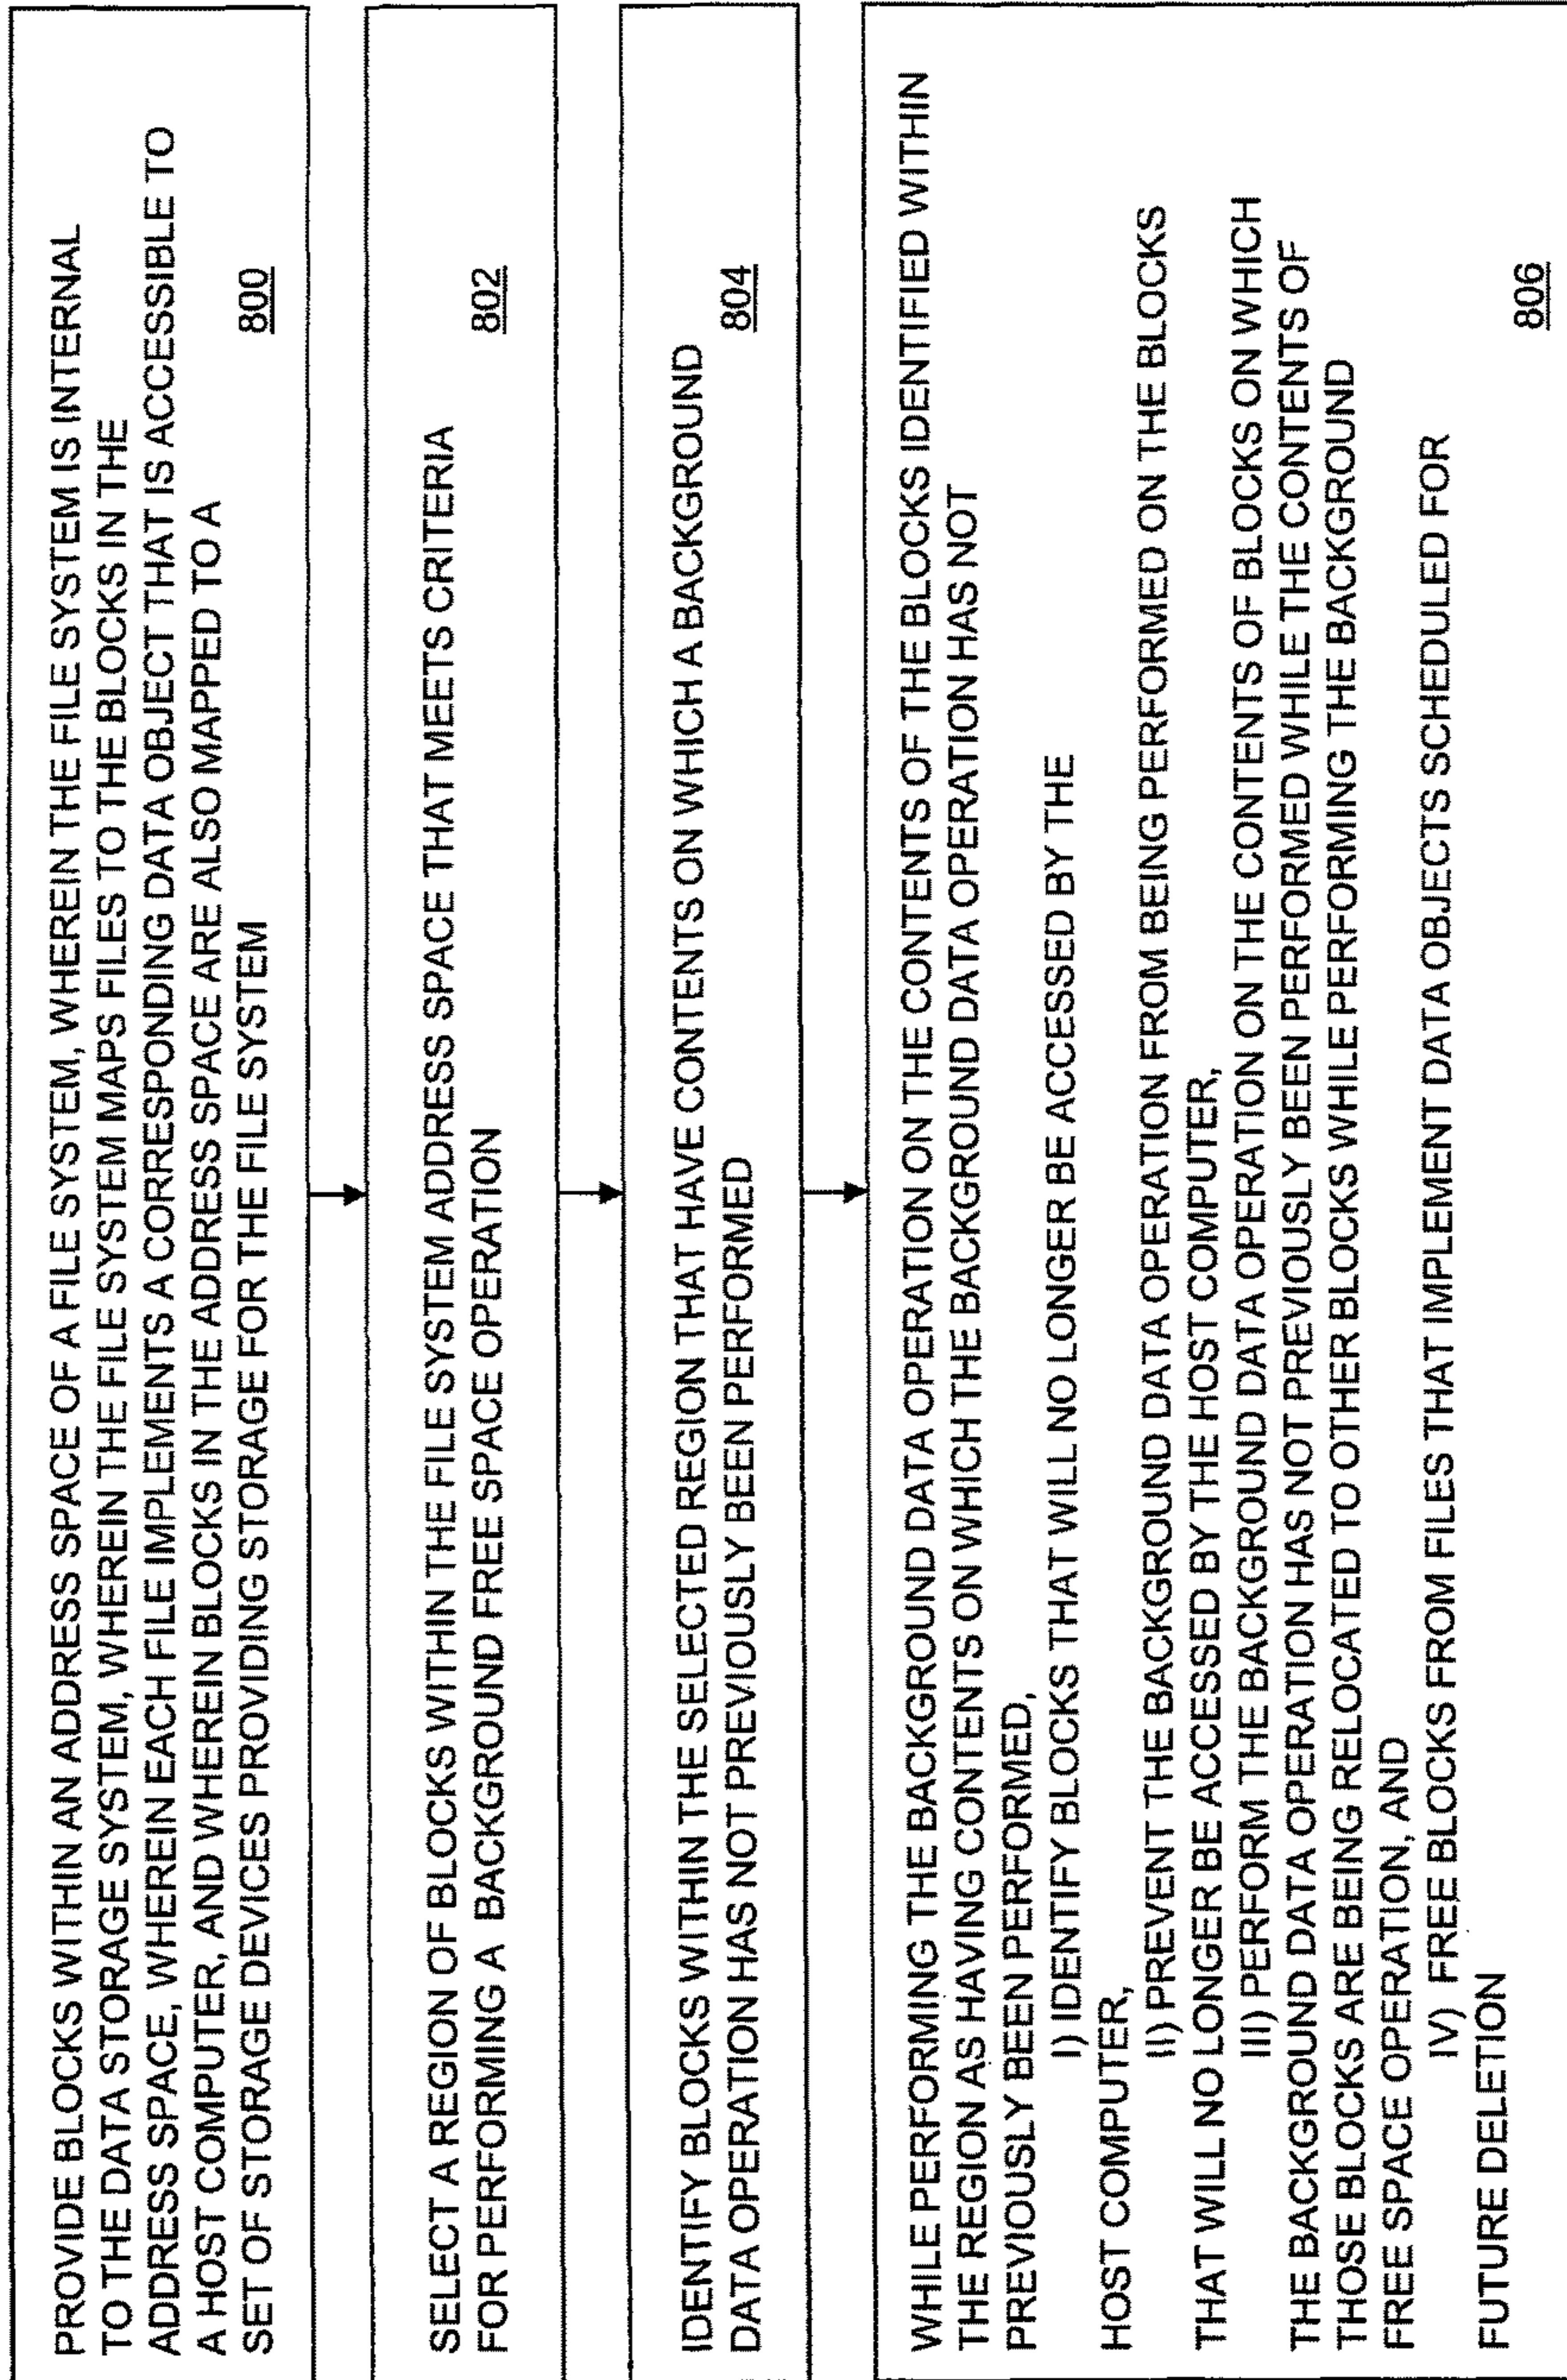 PROVIDE BLOCKS WITHIN AN ADDRESS SPACE OF A FILE SYSTEM, WHEREIN THE FILE SYSTEM IS INTERNAL
TO THE DATA STORAGE SYSTEM, WHEREIN THE FILE SYSTEM MAPS FILES TO THE BLOCKS IN THE
ADDRESS SPACE, WHEREIN EACH FILE IMPLEMENTS A CORRESPONDING DATA OBJECT THAT IS ACCESSIBLE TO
A HOST COMPUTER, AND WHEREIN BLOCKS IN THE ADDRESS SPACE ARE ALSO MAPPED TO A
SET OF STORAGE DEVICES PROVIDING STORAGE FOR THE FILE SYSTEM 800
SELECT A REGION OF BLOCKS WITHIN THE FILE SYSTEM ADDRESS SPACE THAT MEETS CRITERIA
FOR PERFORMING A BACKGROUND FREE SPACE OPERATION 802
IDENTIFY BLOCKS WITHIN THE SELECTED REGION THAT HAVE CONTENTS ON WHICH A BACKGROUND
DATA OPERATION HAS NOT PREVIOUSLY BEEN PERFORMED 804
WHILE PERFORMING THE BACKGROUND DATA OPERATION ON THE CONTENTS OF THE BLOCKS IDENTIFIED WITHIN
THE REGION AS HAVING CONTENTS ON WHICH THE BACKGROUND DATA OPERATION HAS NOT
PREVIOUSLY BEEN PERFORMED,
I) IDENTIFY BLOCKS THAT WILL NO LONGER BE ACCESSED BY THE
HOST COMPUTER,
II) PREVENT THE BACKGROUND DATA OPERATION FROM BEING PERFORMED ON THE BLOCKS
THAT WILL NO LONGER BE ACCESSED BY THE HOST COMPUTER,
III) PERFORM THE BACKGROUND DATA OPERATION ON THE CONTENTS OF BLOCKS ON WHICH
THE BACKGROUND DATA OPERATION HAS NOT PREVIOUSLY BEEN PERFORMED WHILE THE CONTENTS OF
THOSE BLOCKS ARE BEING RELOCATED TO OTHER BLOCKS WHILE PERFORMING THE BACKGROUND
FREE SPACE OPERATION, AND
IV) FREE BLOCKS FROM FILES THAT IMPLEMENT DATA OBJECTS SCHEDULED FOR
FUTURE DELETION
806